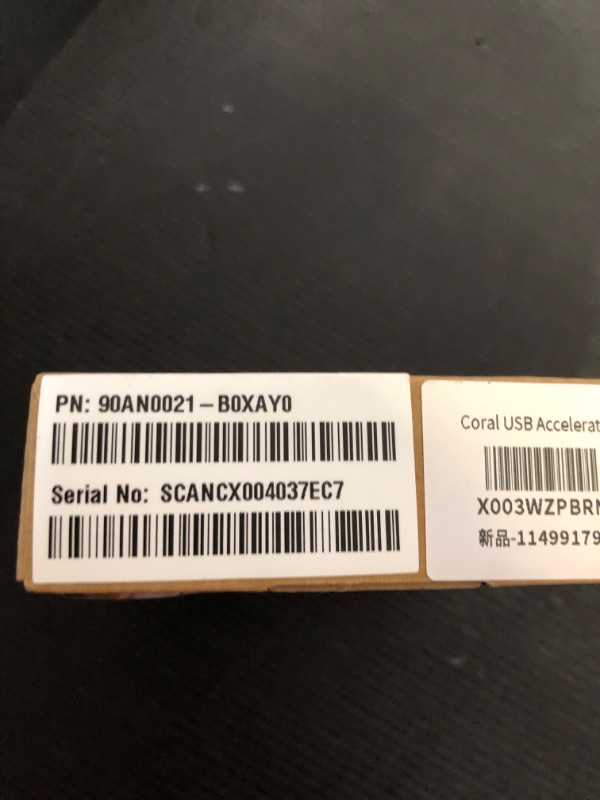 PN: 90AN0021-B0XAY0
Serial No: SCANCX004037EC7
Coral USB Accelerat
X003WZPBRN
新品-11499179